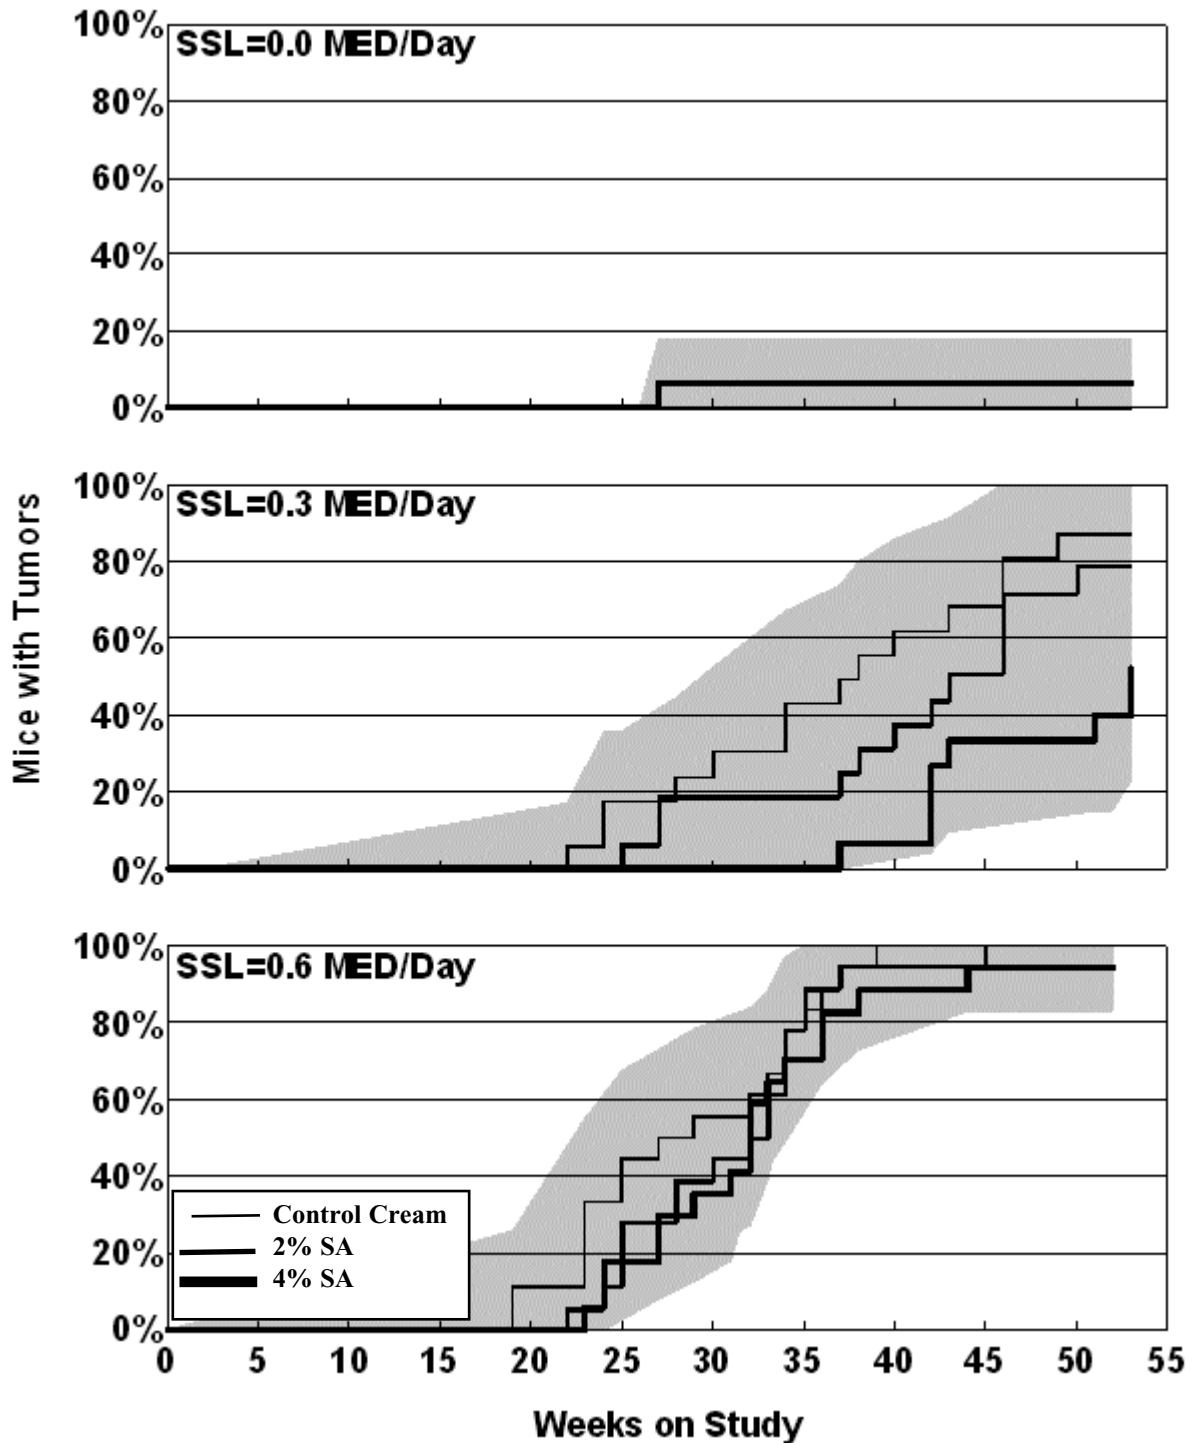 100%
SSL=0.0 MED/Day
80%
60%
40%
20%
0%
Mice with Tumors
100%
SSL=0.3 MED/Day
80%
60%
40%
20%
0%
100%
SSL=0.6 MED/Day
80%
60%
40%
20%
0%
Control Cream
2% SA
4% SA
0 5 10 15 20 25 30 35 40 45 50 55
Weeks on Study